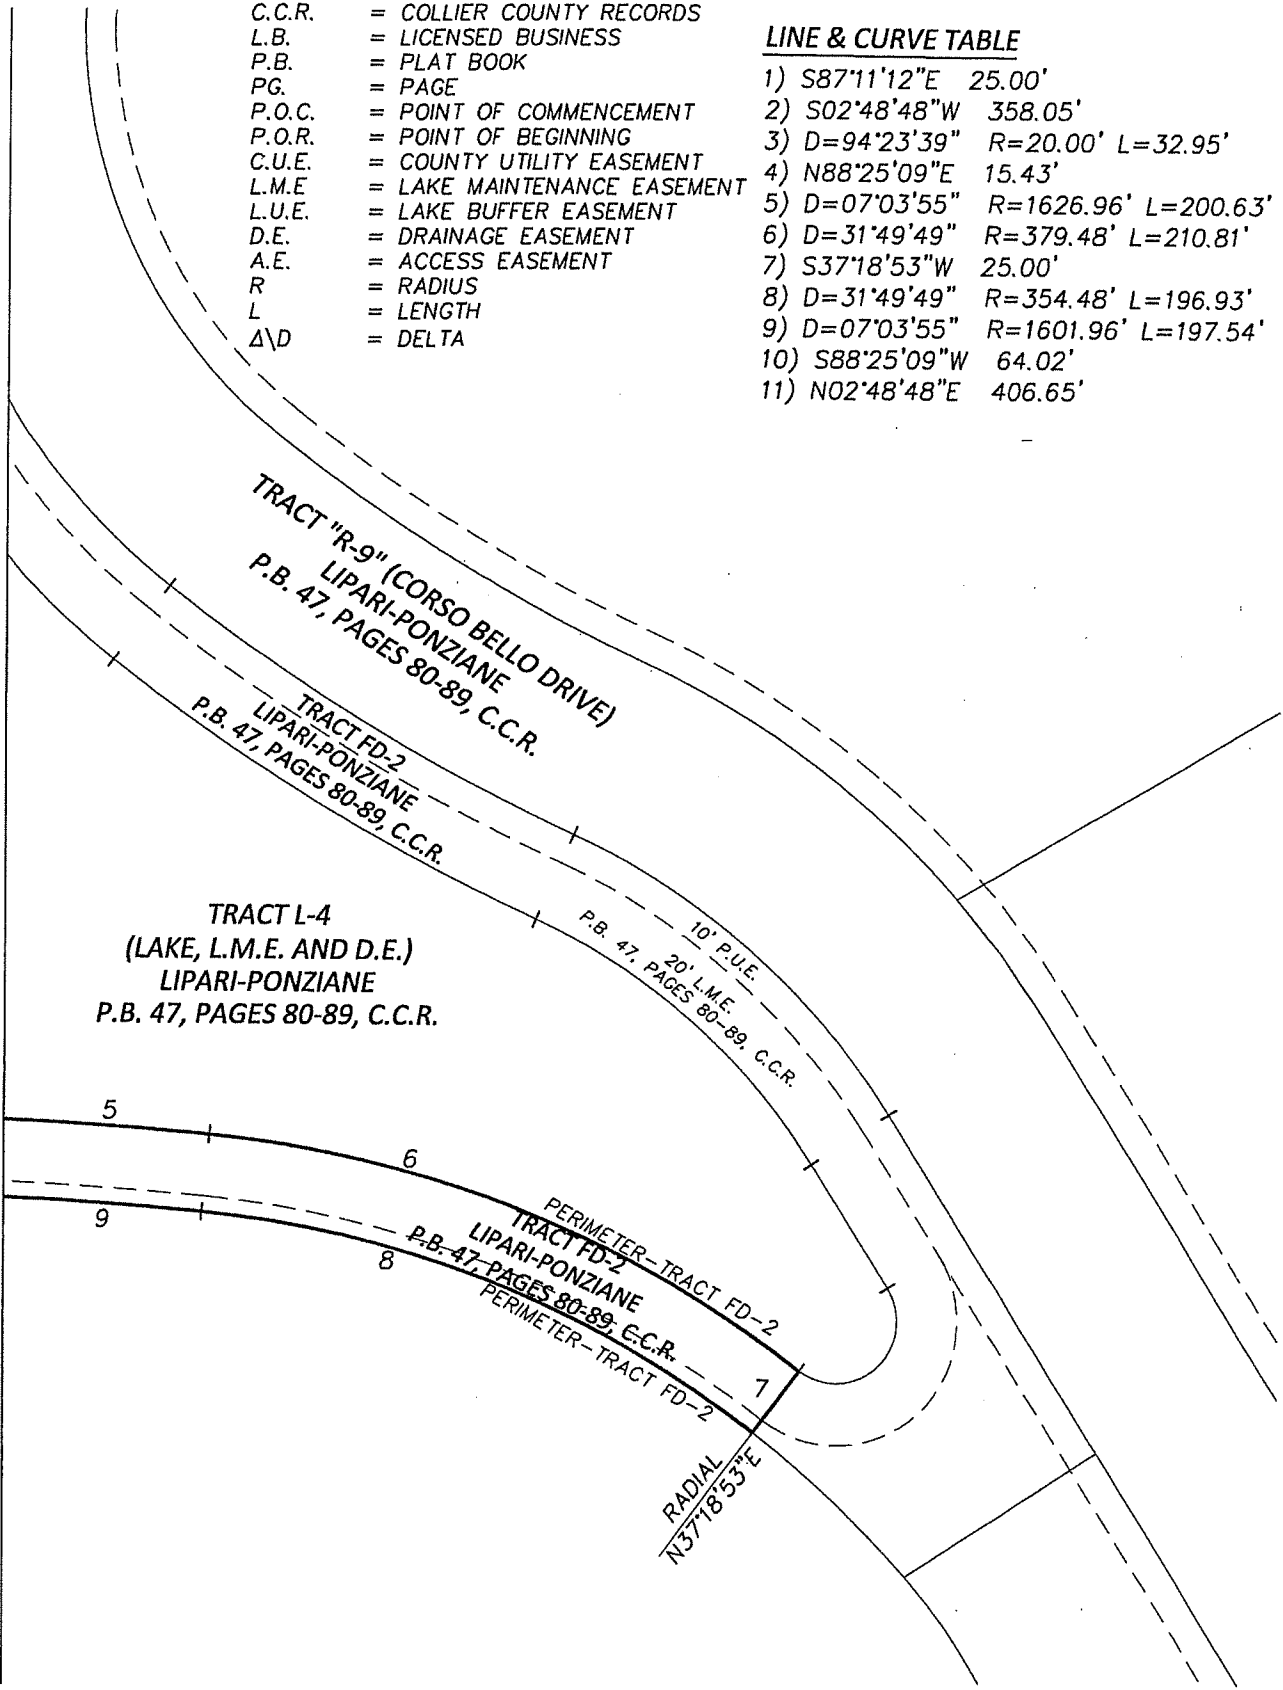 C.C.R. = COLLIER COUNTY RECORDS
L.B. = LICENSED BUSINESS
P.B. = PLAT BOOK
PG. = PAGE
P.O.C. = POINT OF COMMENCEMENT
P.O.R. = POINT OF BEGINNING
C.U.E. = COUNTY UTILITY EASEMENT
L.M.E = LAKE MAINTENANCE EASEMENT
L.U.E. = LAKE BUFFER EASEMENT
D.E. = DRAINAGE EASEMENT
A.E. = ACCESS EASEMENT
R = RADIUS
L = LENGTH
Δ\D = DELTA
LINE & CURVE TABLE
1) S87°11'12"E 25.00'
2) S02°48'48"W 358.05'
3) D=94°23'39" R=20.00' L=32.95'
4) N88°25'09"E 15.43'
5) D=07°03'55" R=1626.96' L=200.63'
6) D=31°49'49" R=379.48' L=210.81'
7) S37°18'53"W 25.00'
8) D=31°49'49" R=354.48' L=196.93'
9) D=07°03'55" R=1601.96' L=197.54'
10) S88°25'09"W 64.02'
11) N02°48'48"E 406.65'
TRACT "R-9" (CORSO BELLO DRIVE)
LIPARI-PONZIANE
P.B. 47, PAGES 80-89, C.C.R.
TRACT FD-2
LIPARI-PONZIANE
P.B. 47, PAGES 80-89, C.C.R.
TRACT L-4
(LAKE, L.M.E. AND D.E.)
LIPARI-PONZIANE
P.B. 47, PAGES 80-89, C.C.R.
10' P.U.E.
20' L.M.E.
P.B. 47, PAGES 80-89, C.C.R.
5
6
9
8
PERIMETER-TRACT FD-2
TRACT FD-2
LIPARI-PONZIANE
P.B. 47, PAGES 80-89, C.C.R.
PERIMETER-TRACT FD-2
7
RADIAL
N37°18'53"E